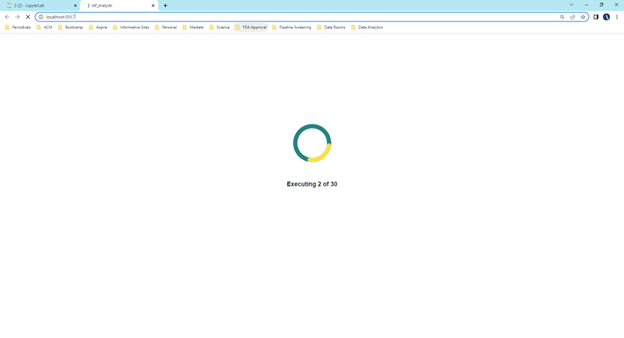 (2) - JupyterLab
etf_analyzer
localhost:
Periodicals ACM Bootcamp Aspire Informative Sites Personal Markets Science FDA Approval Pipeline Screening Data Rooms Data Analytics
Executing 2 of 30